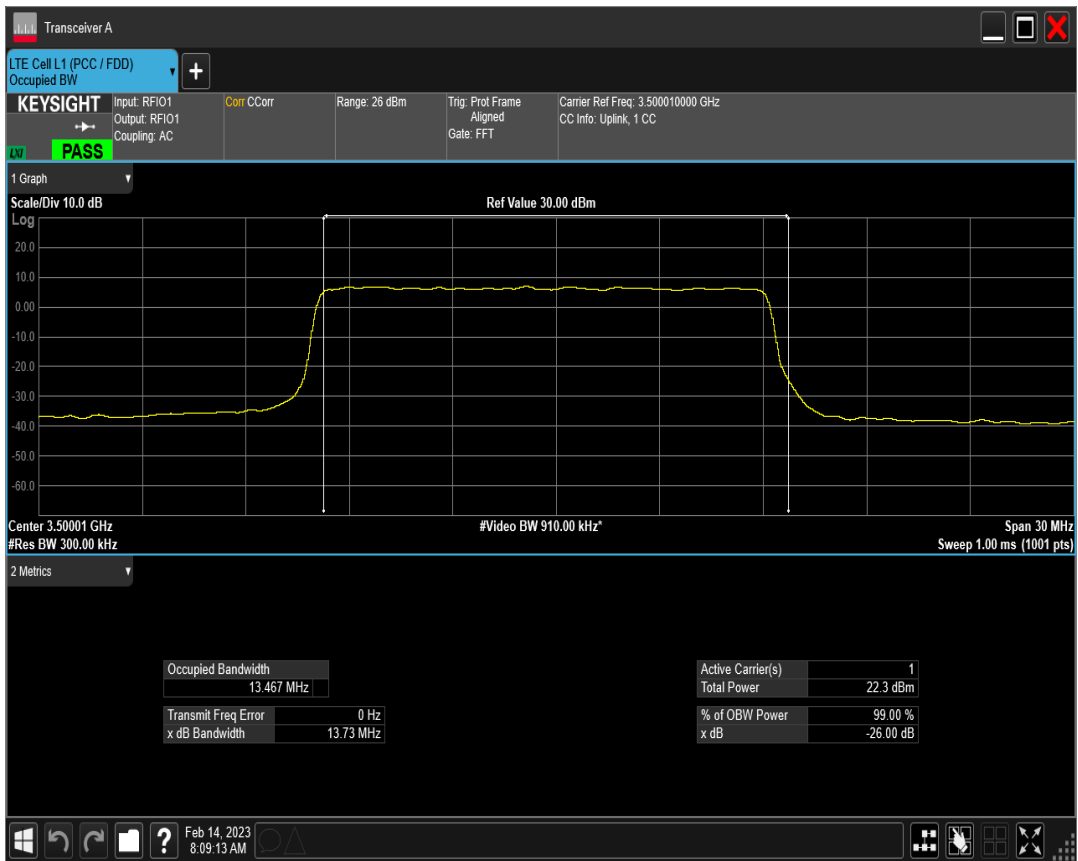 Transceiver A
LTE Cell L1 (PCC / FDD)
Occupied BW
+
KEYSIGHT
LXI
PASS
Input: RFIO1
Output: RFIO1
Coupling: AC
Corr CCorr
Range: 26 dBm
Trig: Prot Frame
Aligned
Gate: FFT
Carrier Ref Freq: 3.500010000 GHz
CC Info: Uplink, 1 CC
1 Graph
Scale/Div 10.0 dB
Ref Value 30.00 dBm
Log
20.0
10.0
0.00
-10.0
-20.0
-30.0
-40.0
-50.0
-60.0
Center 3.50001 GHz
#Video BW 910.00 kHz*
Span 30 MHz
#Res BW 300.00 kHz
Sweep 1.00 ms (1001 pts)
2 Metrics
Occupied Bandwidth
13.467 MHz
Transmit Freq Error 0 Hz
x dB Bandwidth 13.73 MHz
Active Carrier(s) 1
Total Power 22.3 dBm
% of OBW Power 99.00 %
x dB -26.00 dB
?
Feb 14, 2023
8:09:13 AM